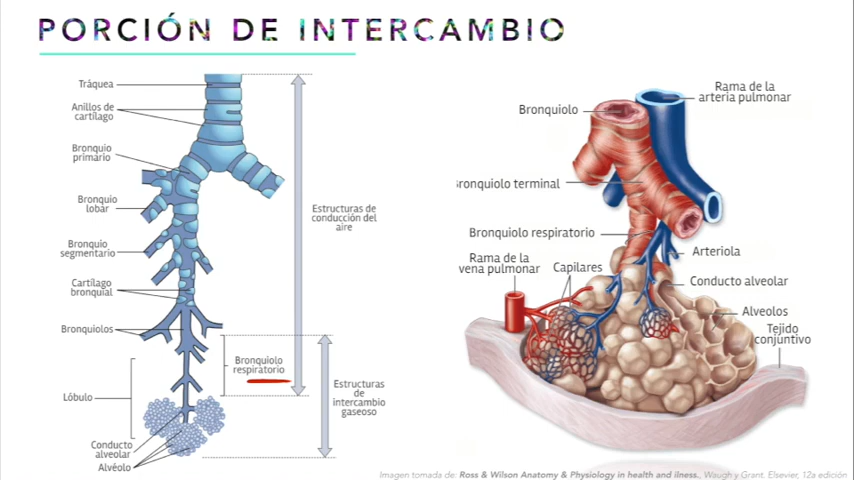 PORCIÓN DE INTERCAMBIO
Tráquea
Anillos de
cartílago
Bronquio
primario
Bronquio
lobar
Bronquio
segmentario
Cartílago
bronquial
Bronquiolos
Lóbulo
Conducto
alveolar
Alvéolo
Estructuras de
conducción del
aire
Bronquiolo
respiratorio
Estructuras
de
intercambio
gaseoso
Rama de la
arteria pulmonar
Bronquiolo
ronquiolo terminal
Bronquiolo respiratorio
Rama de la
vena pulmonar
Capilares
Arteriola
Conducto alveolar
Alveolos
Tejido
conjuntivo
Imagen tomada de: Ross & Wilson Anatomy & Physiology in health and ilness., Waugh y Grant. Elsevier, 12a edición